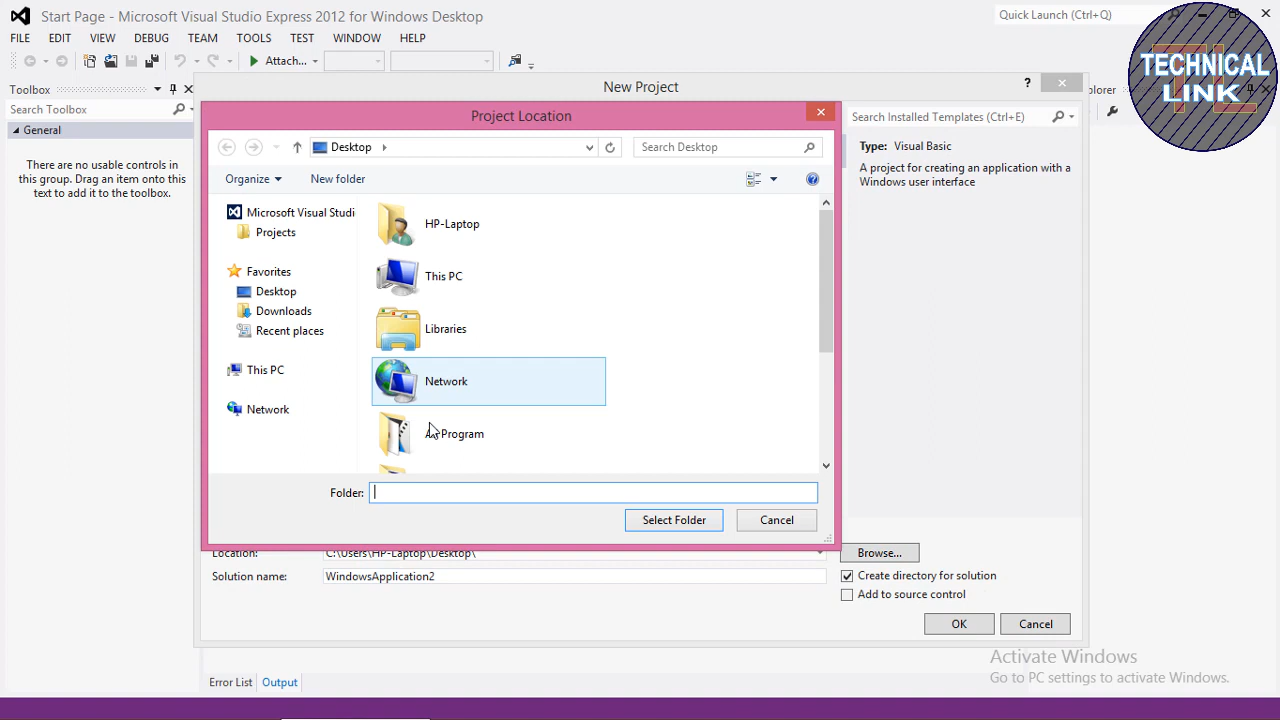 Start Page - Microsoft Visual Studio Express 2012 for Windows Desktop
Quick Launch (Ctrl+Q)
FILE EDIT VIEW DEBUG TEAM TOOLS TEST WINDOW HELP
Attach...
TECHNICAL
LINK
Toolbox
Search Toolbox
General
There are no usable controls in
this group. Drag an item onto this
text to add it to the toolbox.
New Project
?
Project Location
Desktop
Search Desktop
Organize
New folder
Microsoft Visual Studi
Projects
Favorites
Desktop
Downloads
Recent places
This PC
Network
HP-Laptop
This PC
Libraries
Network
Program
Folder:
Select Folder
Cancel
Search Installed Templates (Ctrl+E)
Type: Visual Basic
A project for creating an application with a
Windows user interface
Location: C:\Users\HP-Laptop\Desktop\
Browse...
Solution name: WindowsApplication2
Create directory for solution
Add to source control
OK
Cancel
Activate Windows
Go to PC settings to activate Windows.
Error List
Output